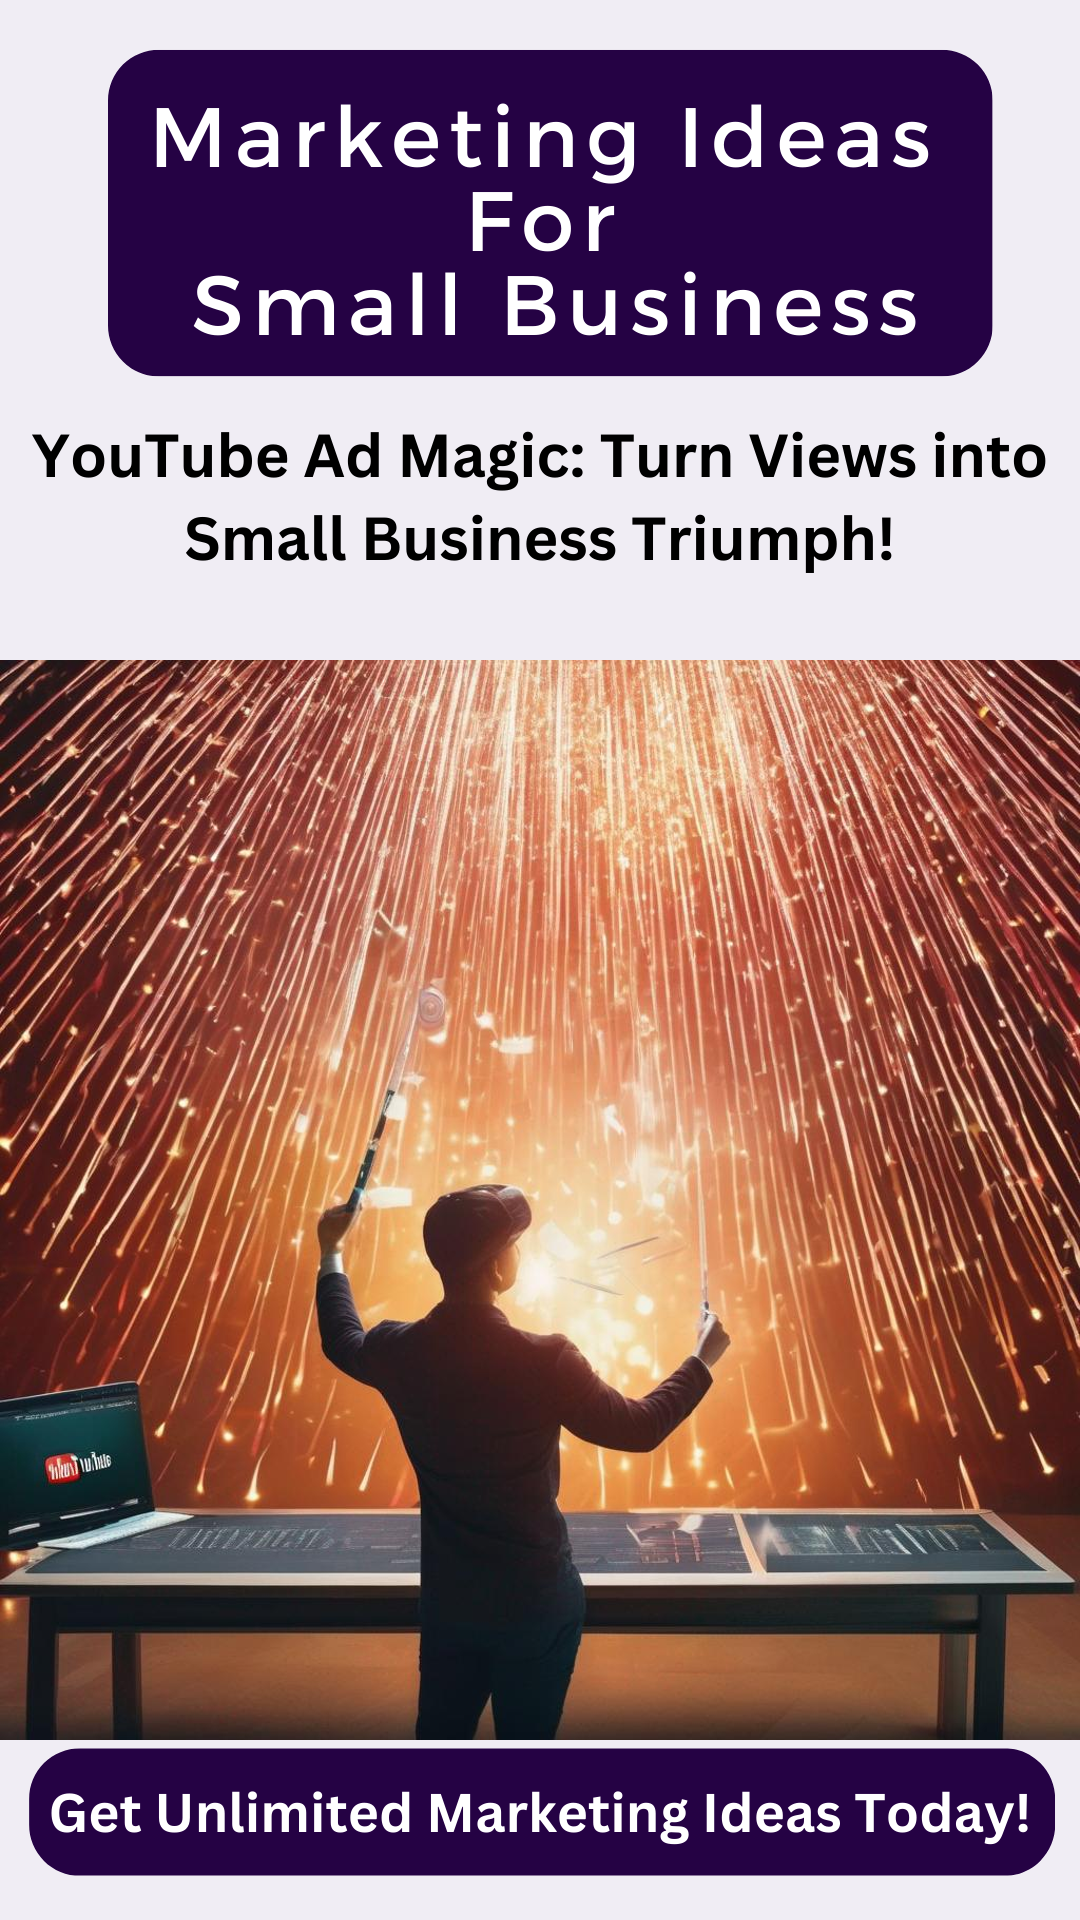 Marketing Ideas
For
Small Business
YouTube Ad Magic: Turn Views into
Small Business Triumph!
Get Unlimited Marketing Ideas Today!